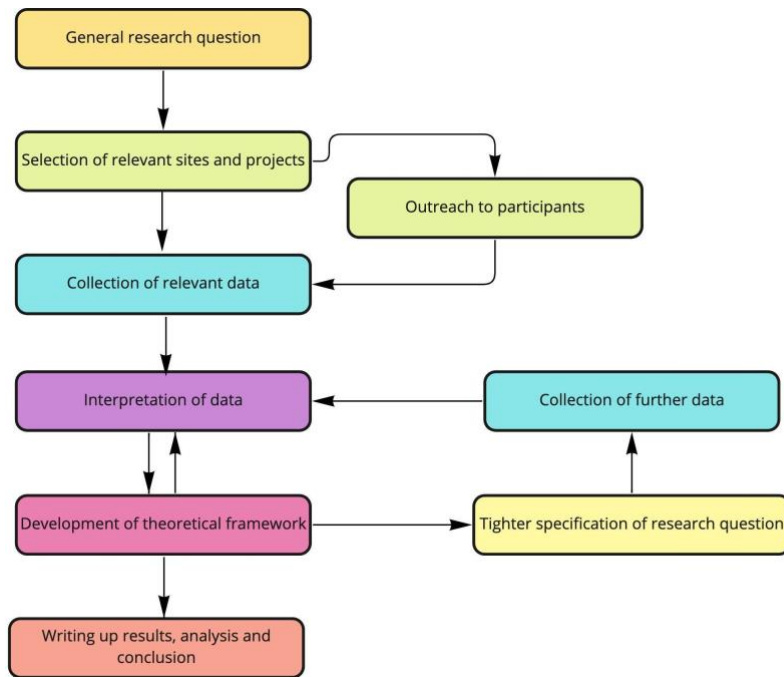 General research question
Selection of relevant sites and projects
Outreach to participants
Collection of relevant data
Interpretation of data
Collection of further data
Development of theoretical framework
Tighter specification of research question
Writing up results, analysis and
conclusion